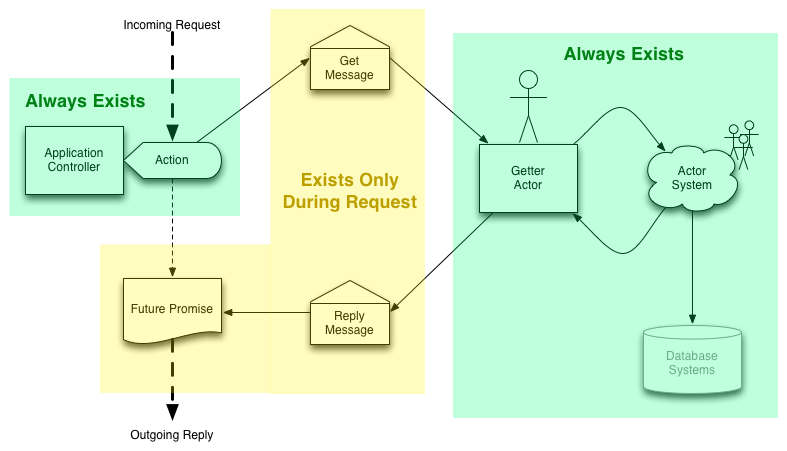 Incoming Request
Always Exists
Application
Controller
Action
Get
Message
Exists Only
During Request
Always Exists
Getter
Actor
Actor
System
Future Promise
Reply
Message
Database
Systems
Outgoing Reply